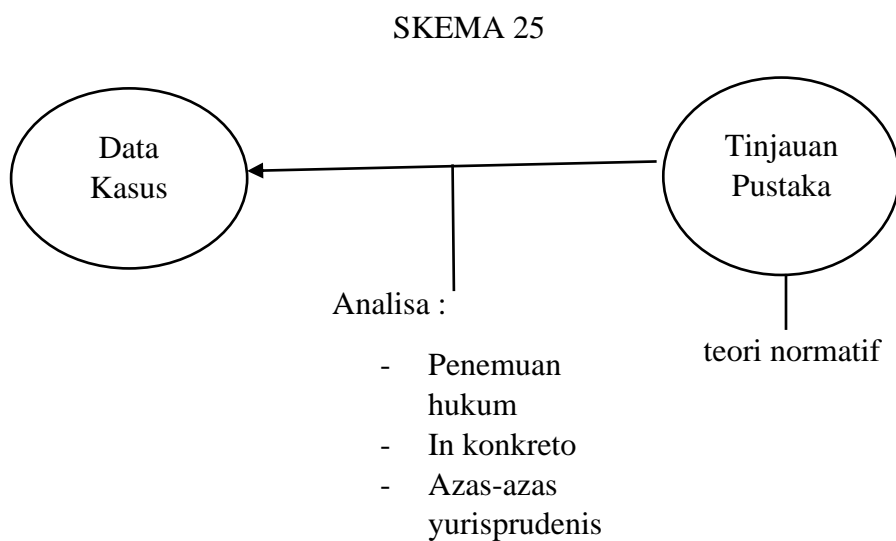 SKEMA 25
Data
Kasus
Tinjauan
Pustaka
Analisa :
- Penemuan
hukum
- In konkreto
- Azas-azas
yurisprudenis
teori normatif